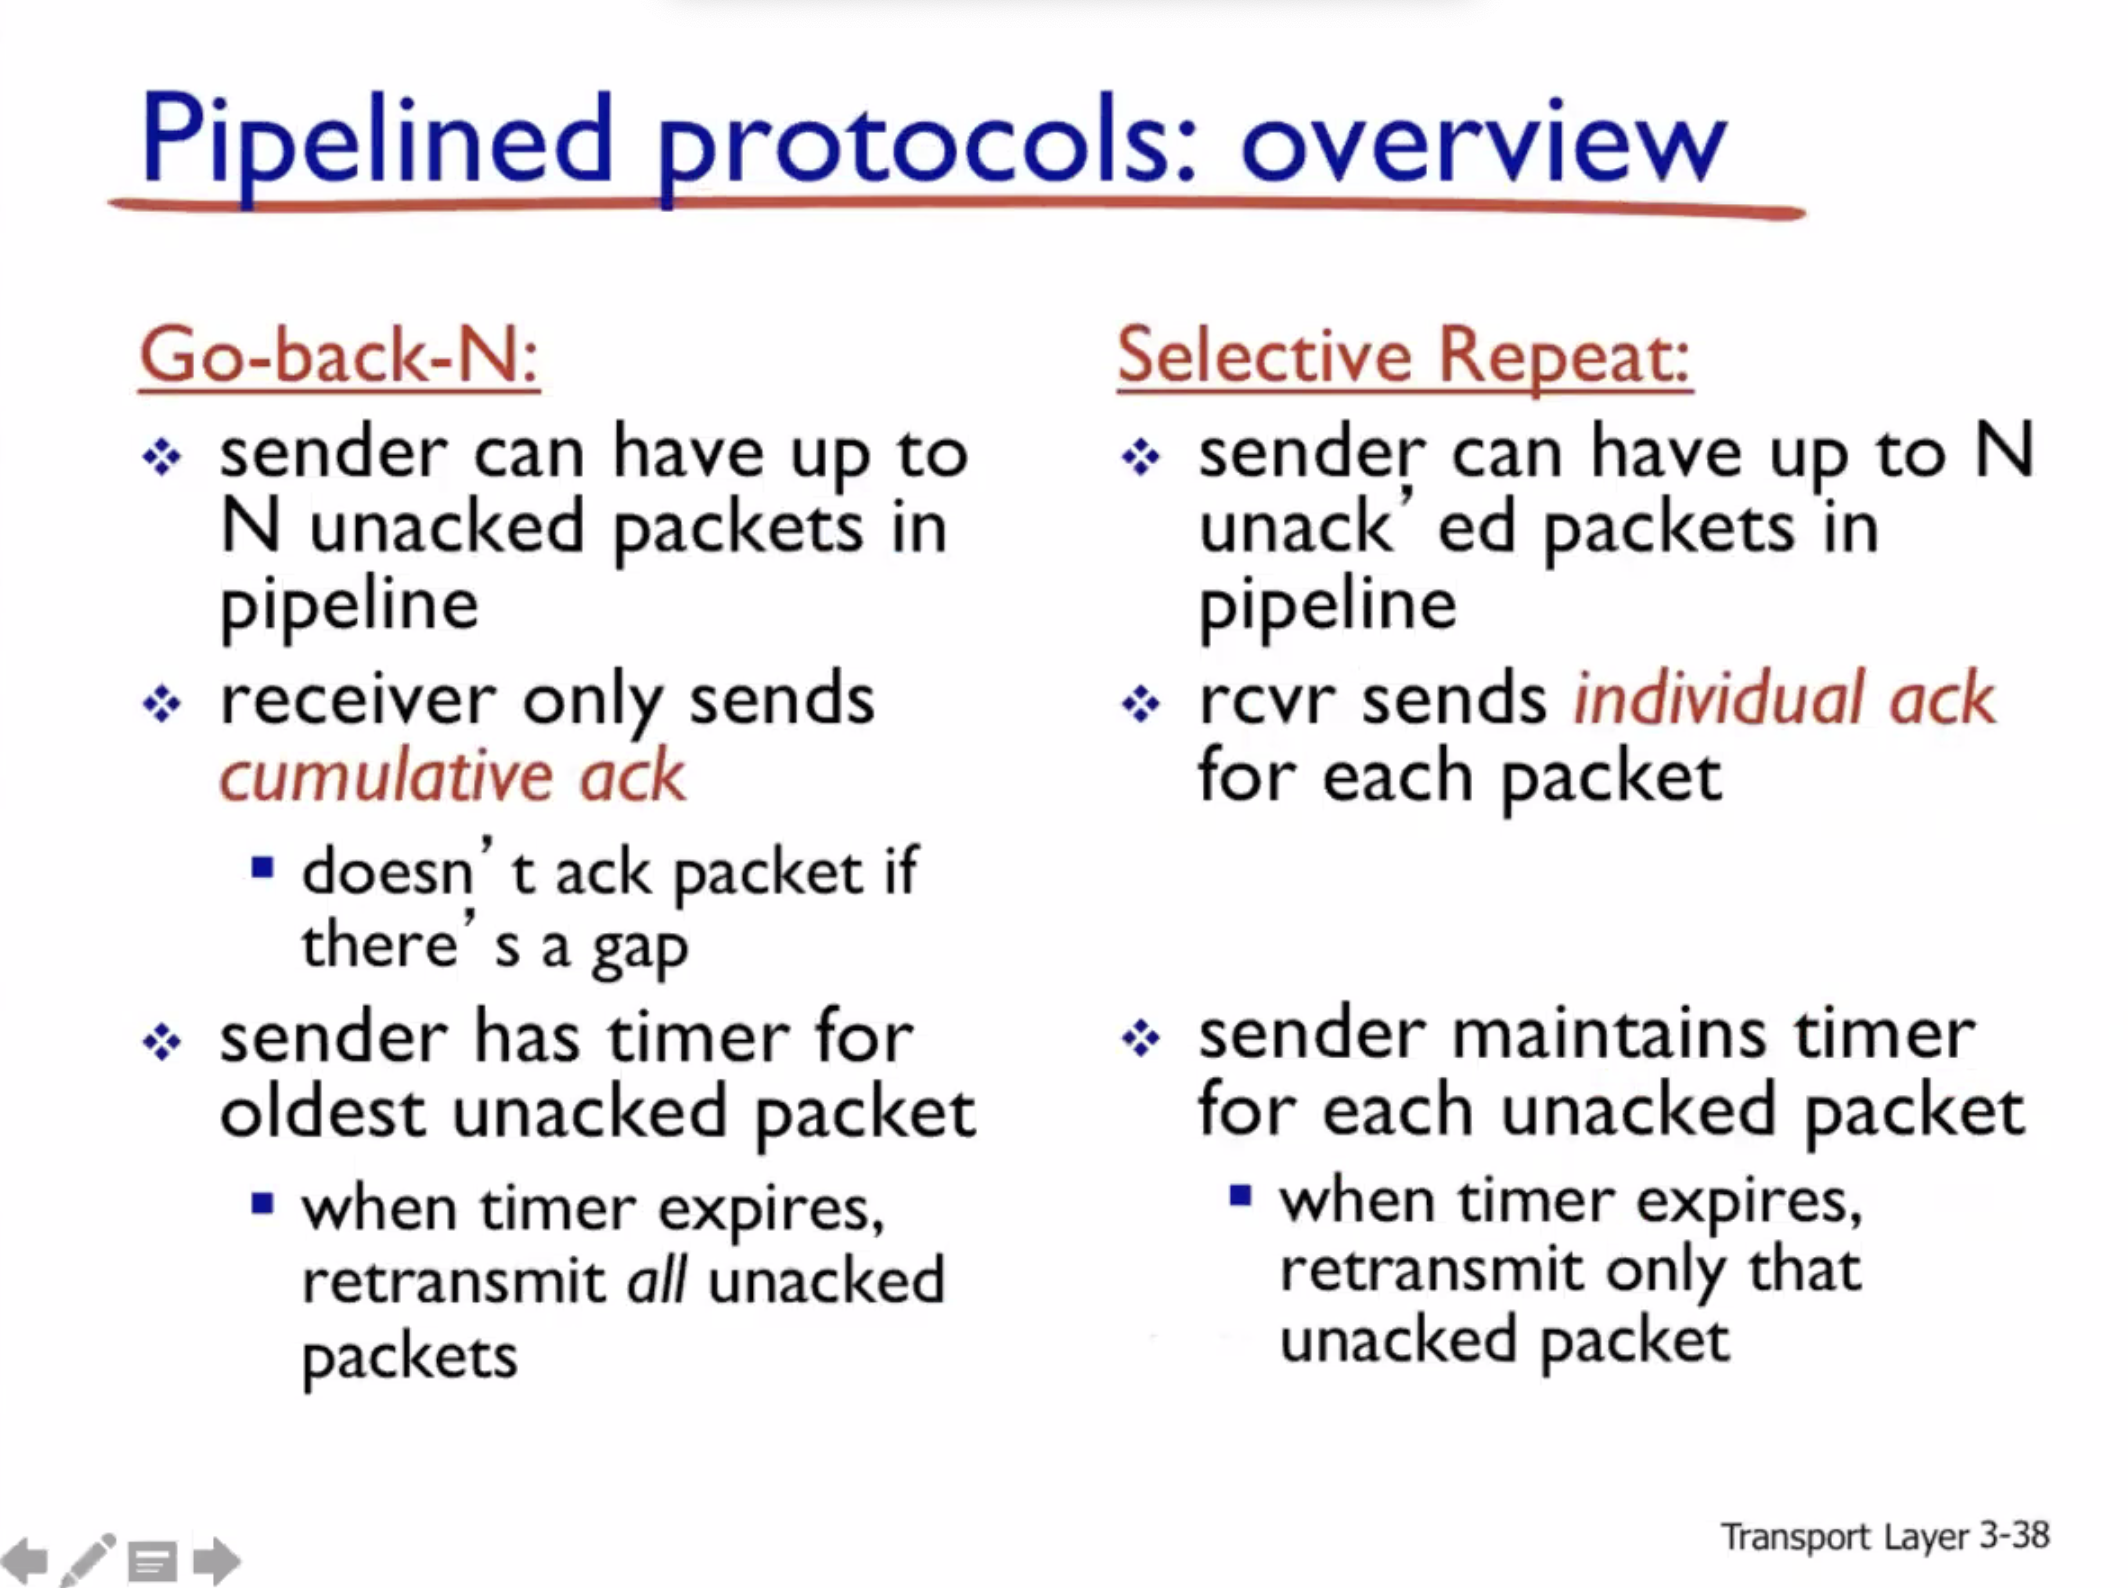 Pipelined protocols: overview
Go-back-N:
sender can have up to
N unacked packets in
pipeline
receiver only sends
cumulative ack
doesn’t ack packet if
there’s a gap
sender has timer for
oldest unacked packet
when timer expires,
retransmit all unacked
packets
Selective Repeat:
sender can have up to N
unack’ed packets in
pipeline
rcvr sends individual ack
for each packet
sender maintains timer
for each unacked packet
when timer expires,
retransmit only that
unacked packet
Transport Layer 3-38